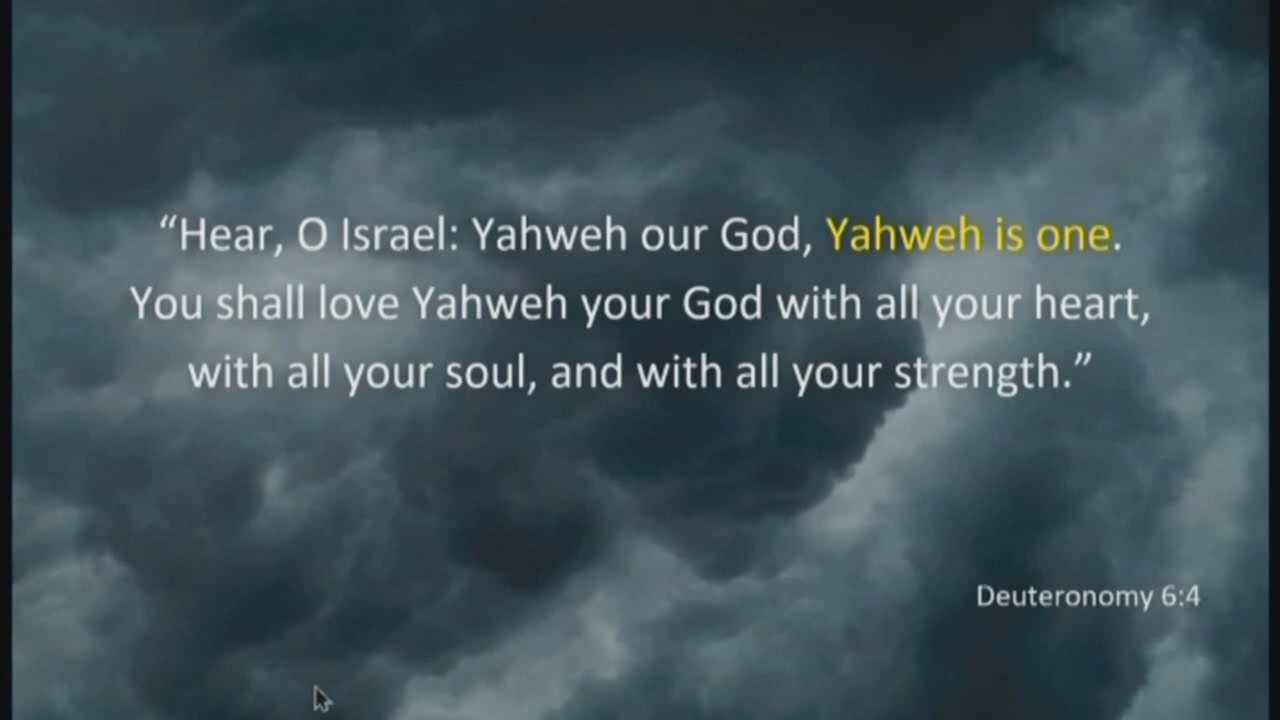 “Hear, O Israel: Yahweh our God, Yahweh is one.
You shall love Yahweh your God with all your heart,
with all your soul, and with all your strength.”
Deuteronomy 6:4